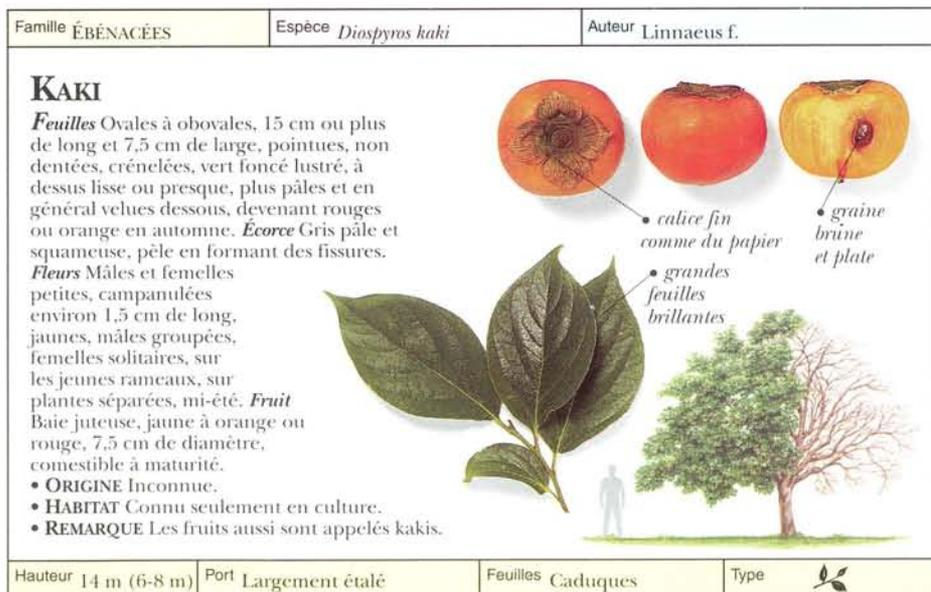 Famille ÉBÉNACÉES
Espèce Diospyros kaki
Auteur Linnaeus f.
KAKI
Feuilles Ovales à obovales, 15 cm ou plus
de long et 7,5 cm de large, pointues, non
dentées, crénelées, vert foncé lustré, à
dessus lisse ou presque, plus pâles et en
général velues dessous, devenant rouges
ou orange en automne. Écorce Gris pâle et
squameuse, pèle en formant des fissures.
Fleurs Mâles et femelles
petites, campanulées
environ 1,5 cm de long,
jaunes, mâles groupées,
femelles solitaires, sur
les jeunes rameaux, sur
plantes séparées, mi-été. Fruit
Baie juteuse, jaune à orange ou
rouge, 7,5 cm de diamètre,
comestible à maturité.
• ORIGINE Inconnue.
• HABITAT Connu seulement en culture.
• REMARQUE Les fruits aussi sont appelés kakis.
• calice fin
comme du papier
• graine
brune
et plate
• grandes
feuilles
brillantes
Hauteur 14 m (6-8 m)
Port Largement étalé
Feuilles Caduques
Type